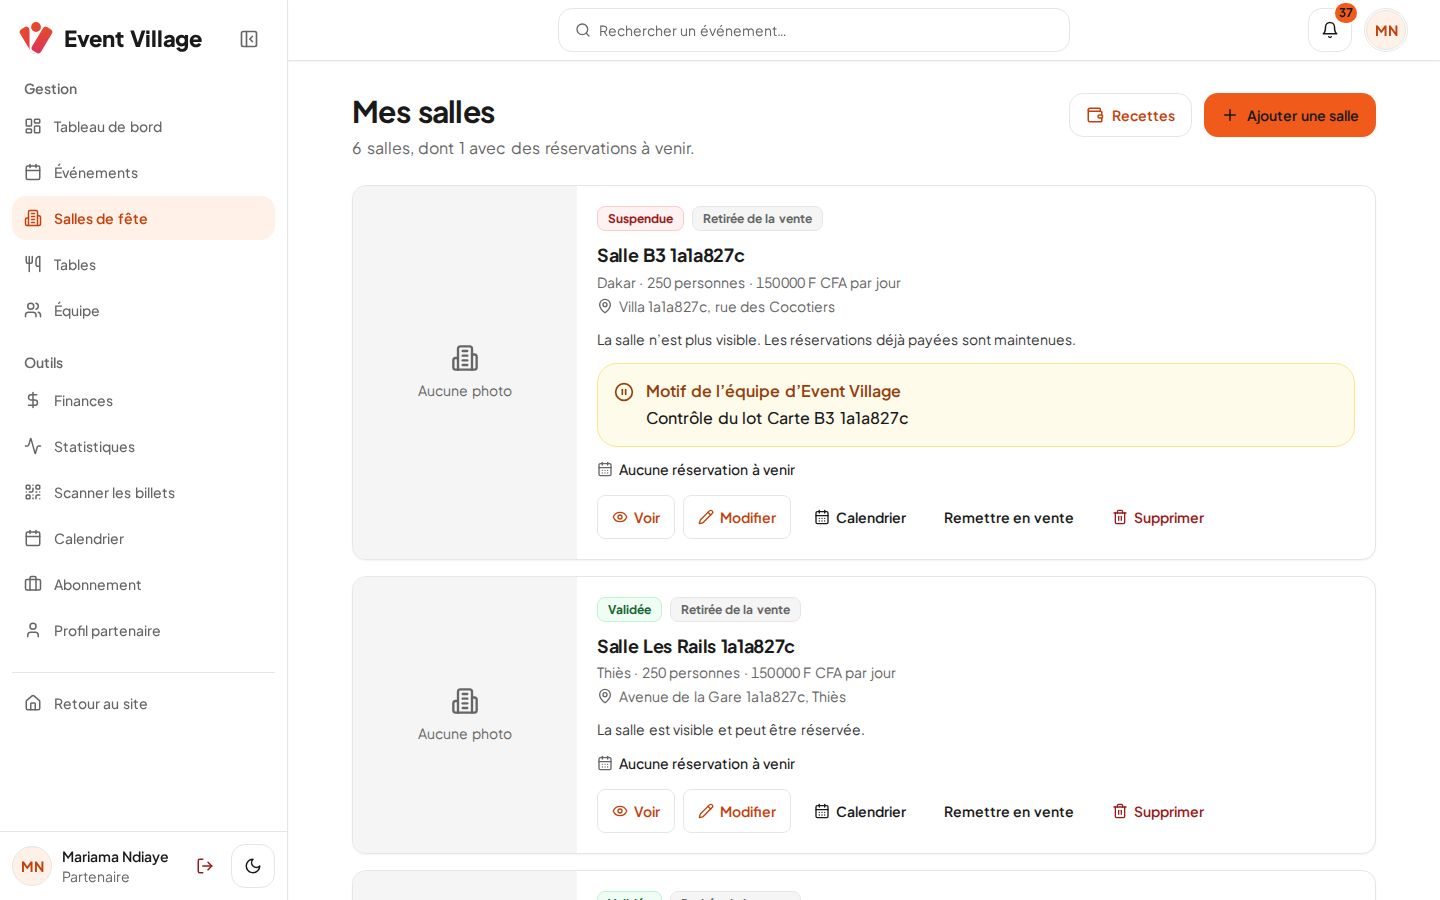 Event Village
Gestion
Tableau de bord
Événements
Salles de fête
Tables
Équipe
Outils
Finances
Statistiques
Scanner les billets
Calendrier
Abonnement
Profil partenaire
Retour au site
MN
Mariama Ndiaye
Partenaire
Rechercher un événement...
37
MN
Mes salles
6 salles, dont 1 avec des réservations à venir.
Recettes
Ajouter une salle
Aucune photo
Suspendue
Retirée de la vente
Salle B3 1a1a827c
Dakar · 250 personnes · 150000 F CFA par jour
Villa 1a1a827c, rue des Cocotiers
La salle n'est plus visible. Les réservations déjà payées sont maintenues.
Motif de l'équipe d'Event Village
Contrôle du lot Carte B3 1a1a827c
Aucune réservation à venir
Voir
Modifier
Calendrier
Remettre en vente
Supprimer
Aucune photo
Validée
Retirée de la vente
Salle Les Rails 1a1a827c
Thiès · 250 personnes · 150000 F CFA par jour
Avenue de la Gare 1a1a827c, Thiès
La salle est visible et peut être réservée.
Aucune réservation à venir
Voir
Modifier
Calendrier
Remettre en vente
Supprimer